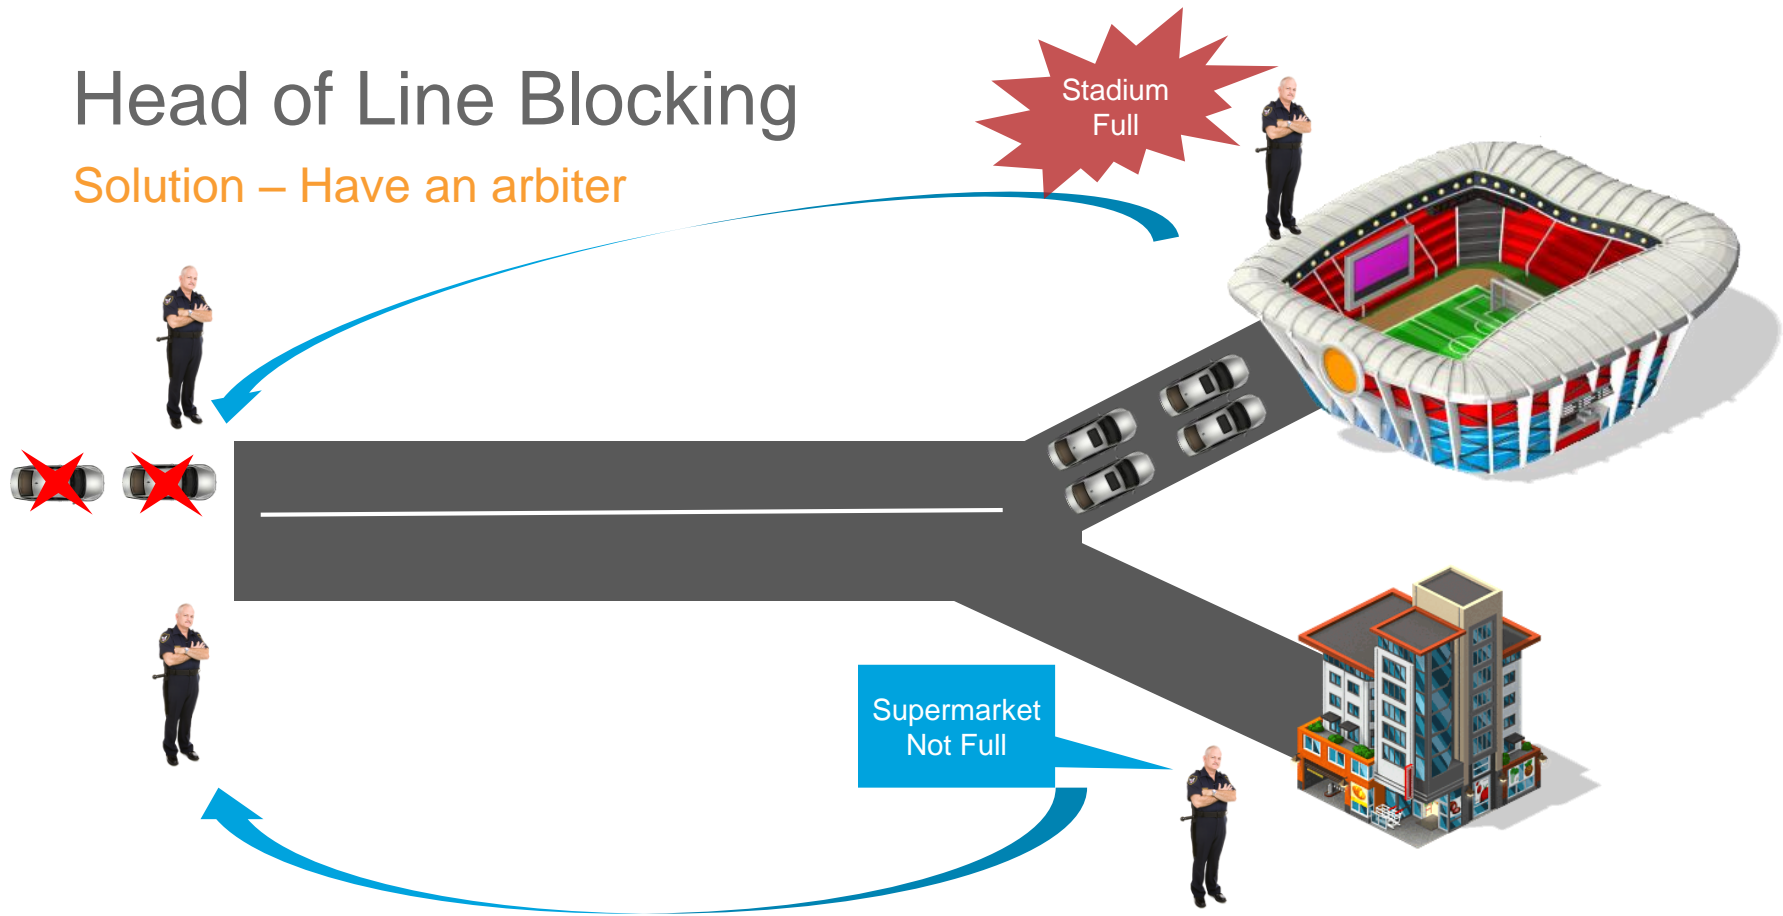 Head of Line Blocking
Solution – Have an arbiter
Stadium
Full
Supermarket
Not Full